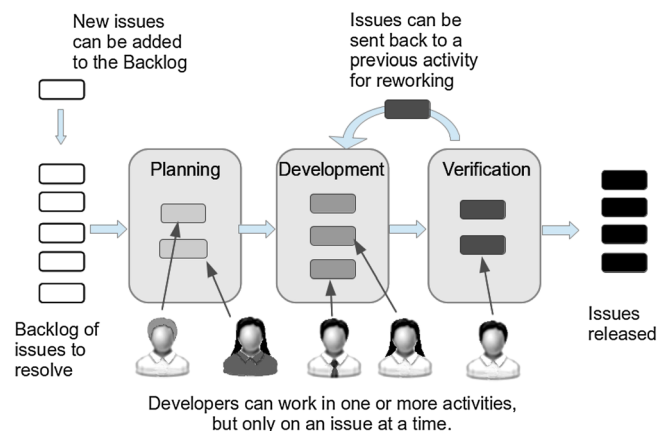 New issues
can be added
to the Backlog
Issues can be
sent back to a
previous activity
for reworking
Planning
Development
Verification
Backlog of
issues to
resolve
Issues
released
Developers can work in one or more activities,
but only on an issue at a time.